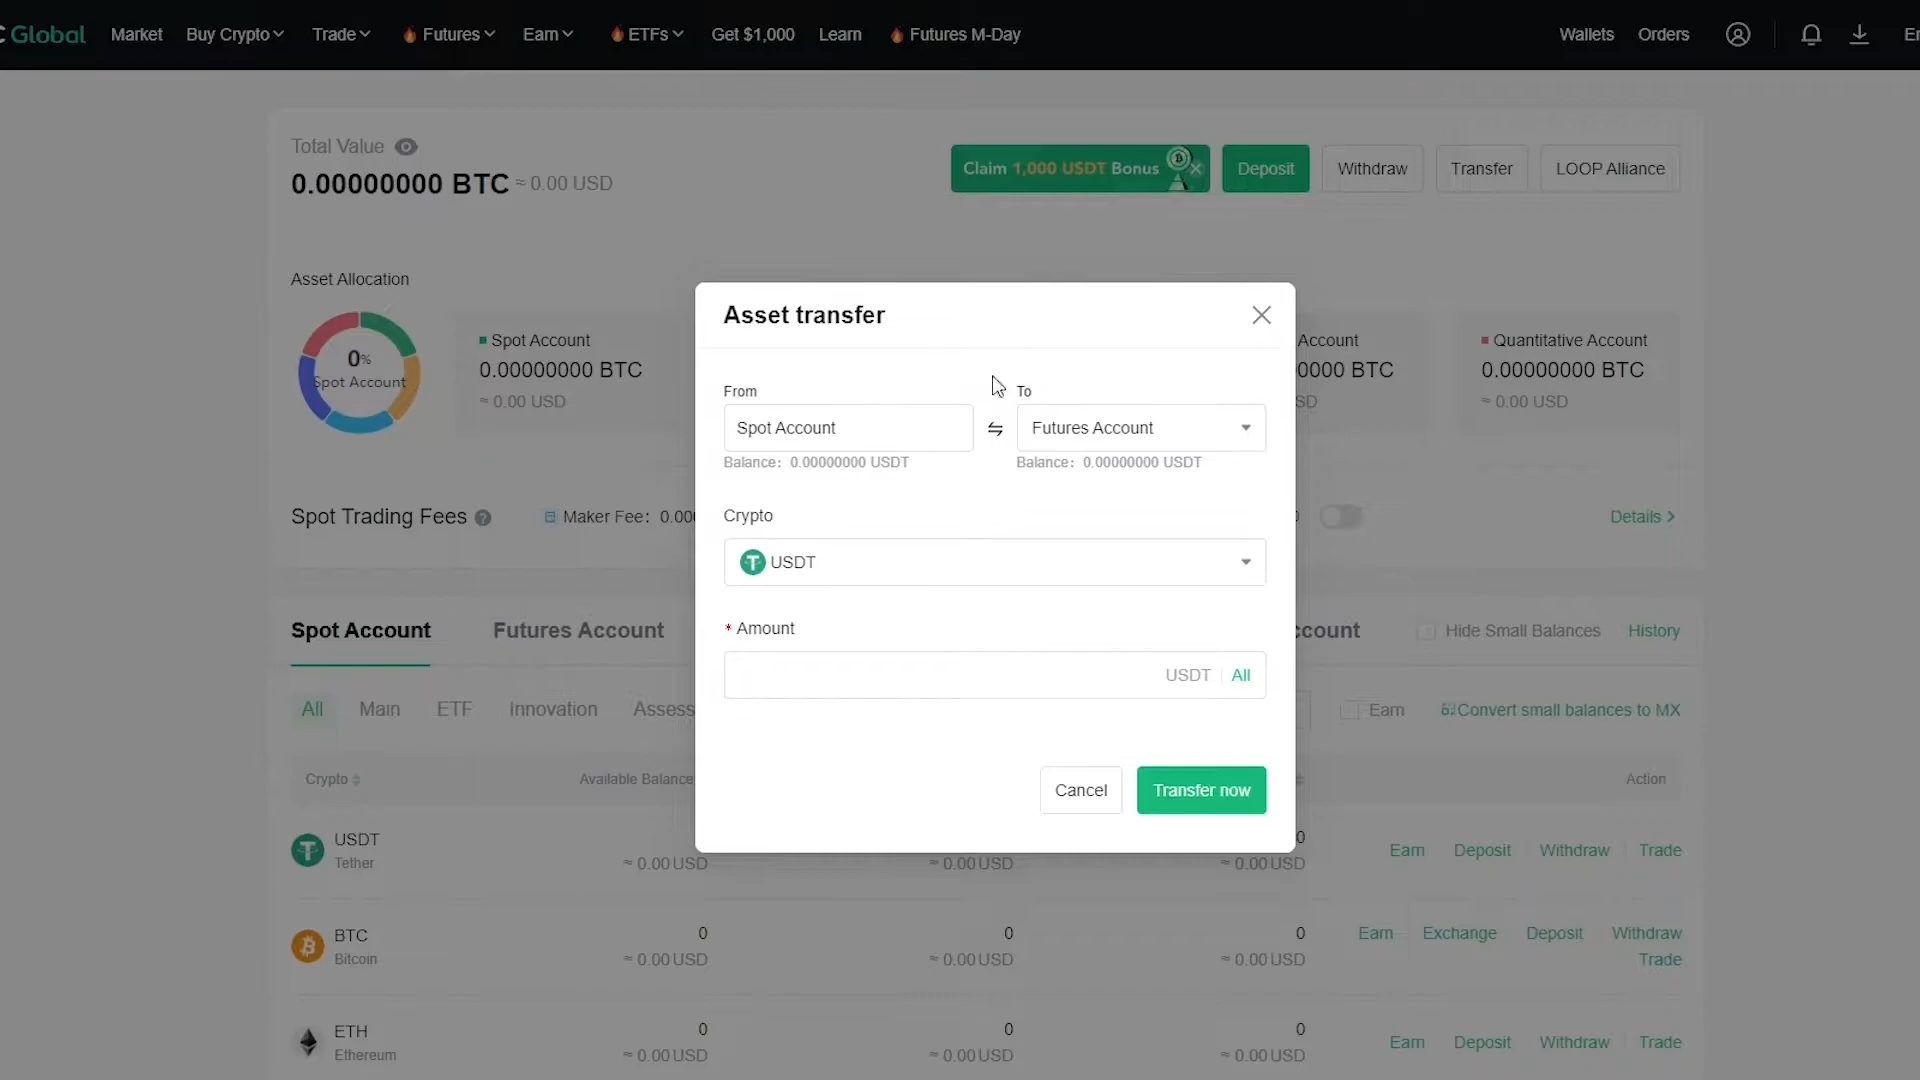 C Global Market Buy Crypto Trade Futures Earn ETFs Get $1,000 Learn Futures M-Day Wallets Orders
Total Value
0.00000000 BTC ≈ 0.00 USD
Claim 1,000 USDT Bonus Deposit Withdraw Transfer LOOP Alliance
Asset Allocation
0%
Spot Account
Spot Account
0.00000000 BTC
≈ 0.00 USD
Account
0000 BTC
SD
Quantitative Account
0.00000000 BTC
≈ 0.00 USD
Spot Trading Fees Maker Fee: 0.00
Details
Asset transfer
From
Spot Account
Balance: 0.00000000 USDT
To
Futures Account
Balance: 0.00000000 USDT
Crypto
USDT
* Amount
USDT All
Cancel Transfer now
Spot Account Futures Account ccount Hide Small Balances History
All Main ETF Innovation Assess Earn Convert small balances to MX
Crypto Available Balance Action
USDT 0
Tether ≈ 0.00 USD ≈ 0.00 USD ≈ 0.00 USD
Earn Deposit Withdraw Trade
BTC 0 0 0
Bitcoin ≈ 0.00 USD ≈ 0.00 USD ≈ 0.00 USD
Earn Exchange Deposit Withdraw
Trade
ETH 0 0 0
Ethereum ≈ 0.00 USD ≈ 0.00 USD ≈ 0.00 USD
Earn Deposit Withdraw Trade